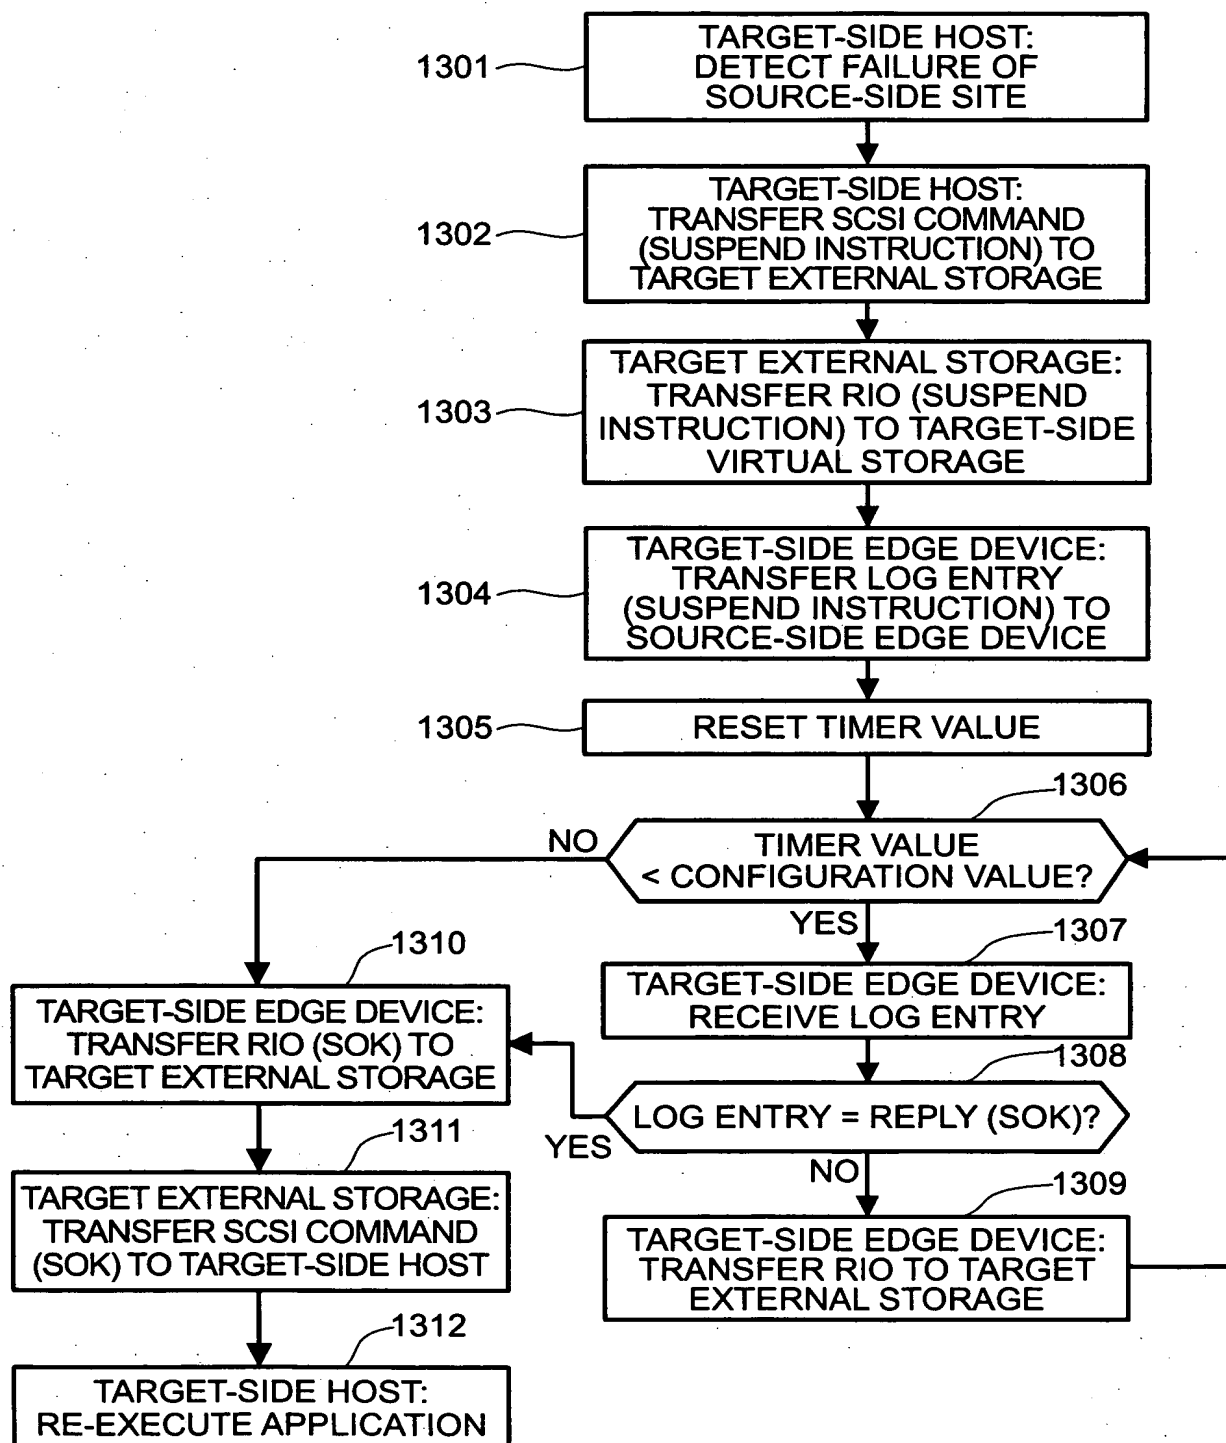 1301
TARGET-SIDE HOST:
DETECT FAILURE OF
SOURCE-SIDE SITE
1302
TARGET-SIDE HOST:
TRANSFER SCSI COMMAND
(SUSPEND INSTRUCTION) TO
TARGET EXTERNAL STORAGE
1303
TARGET EXTERNAL STORAGE:
TRANSFER RIO (SUSPEND
INSTRUCTION) TO TARGET-SIDE
VIRTUAL STORAGE
1304
TARGET-SIDE EDGE DEVICE:
TRANSFER LOG ENTRY
(SUSPEND INSTRUCTION) TO
SOURCE-SIDE EDGE DEVICE
1305
RESET TIMER VALUE
1306
TIMER VALUE
< CONFIGURATION VALUE?
NO
YES
1307
TARGET-SIDE EDGE DEVICE:
RECEIVE LOG ENTRY
1308
LOG ENTRY = REPLY (SOK)?
YES
NO
1309
TARGET-SIDE EDGE DEVICE:
TRANSFER RIO TO TARGET
EXTERNAL STORAGE
1310
TARGET-SIDE EDGE DEVICE:
TRANSFER RIO (SOK) TO
TARGET EXTERNAL STORAGE
1311
TARGET EXTERNAL STORAGE:
TRANSFER SCSI COMMAND
(SOK) TO TARGET-SIDE HOST
1312
TARGET-SIDE HOST:
RE-EXECUTE APPLICATION